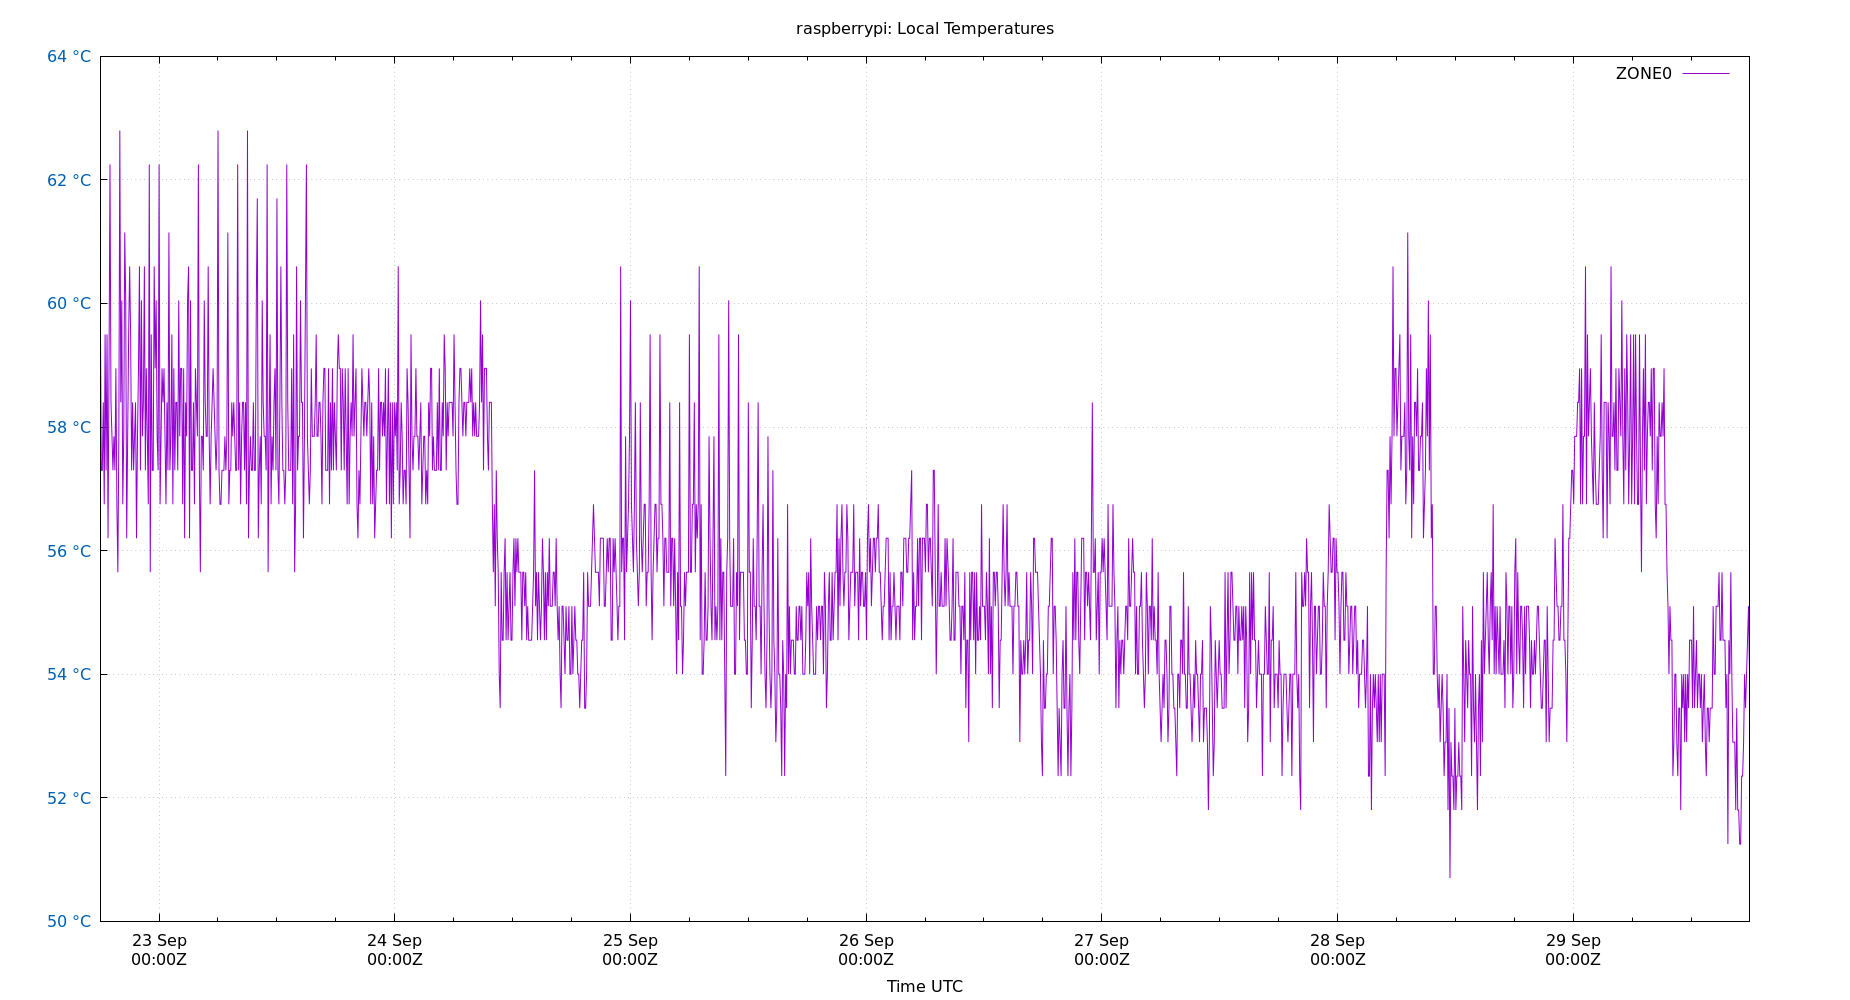 raspberrypi: Local Temperatures
64 °C
ZONE0
62 °C
60 °C
58 °C
56 °C
54 °C
52 °C
50 °C
23 Sep 24 Sep 25 Sep 26 Sep 27 Sep 28 Sep 29 Sep
00:00Z 00:00Z 00:00Z 00:00Z 00:00Z 00:00Z 00:00Z
Time UTC